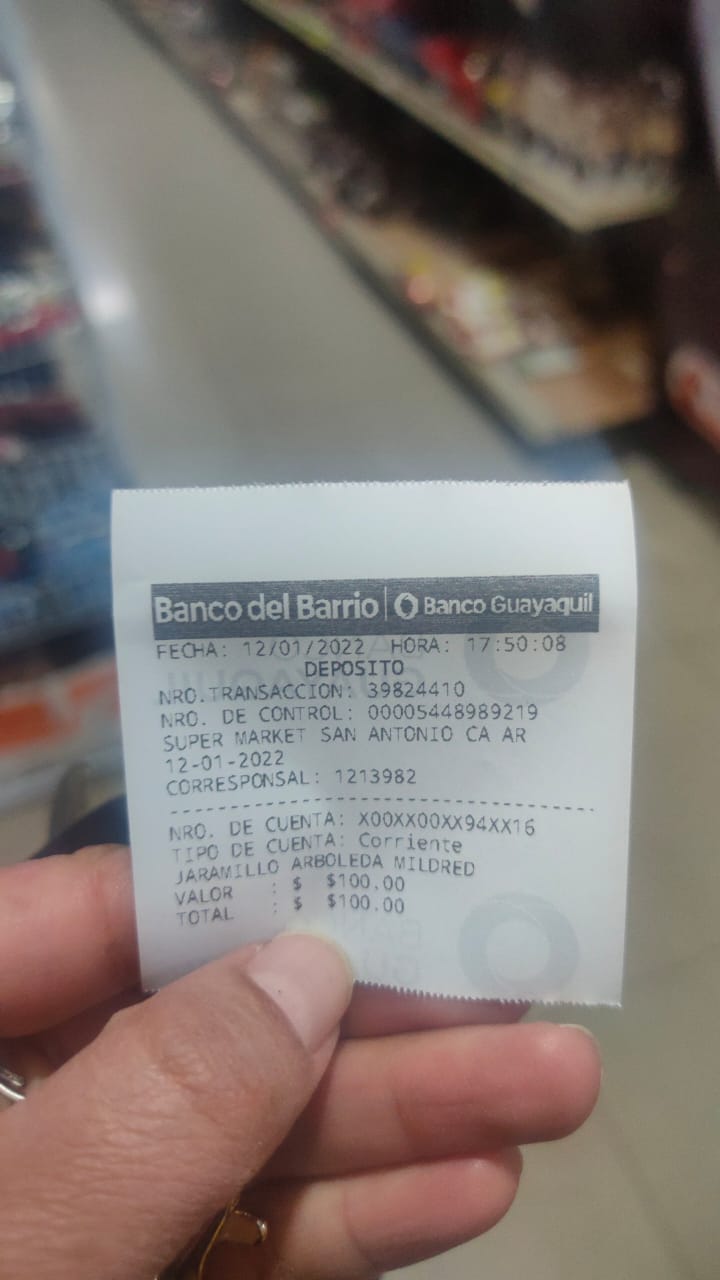 Banco del Barrio | Banco Guayaquil
FECHA: 12/01/2022 HORA: 17:50:08
DEPOSITO
NRO.TRANSACCION: 39824410
NRO. DE CONTROL: 00005448989219
SUPER MARKET SAN ANTONIO CA AR
12-01-2022
CORRESPONSAL: 1213982
NRO. DE CUENTA: X00XX00XX94XX16
TIPO DE CUENTA: Corriente
JARAMILLO ARBOLEDA MILDRED
VALOR : $ $100.00
TOTAL : $ $100.00